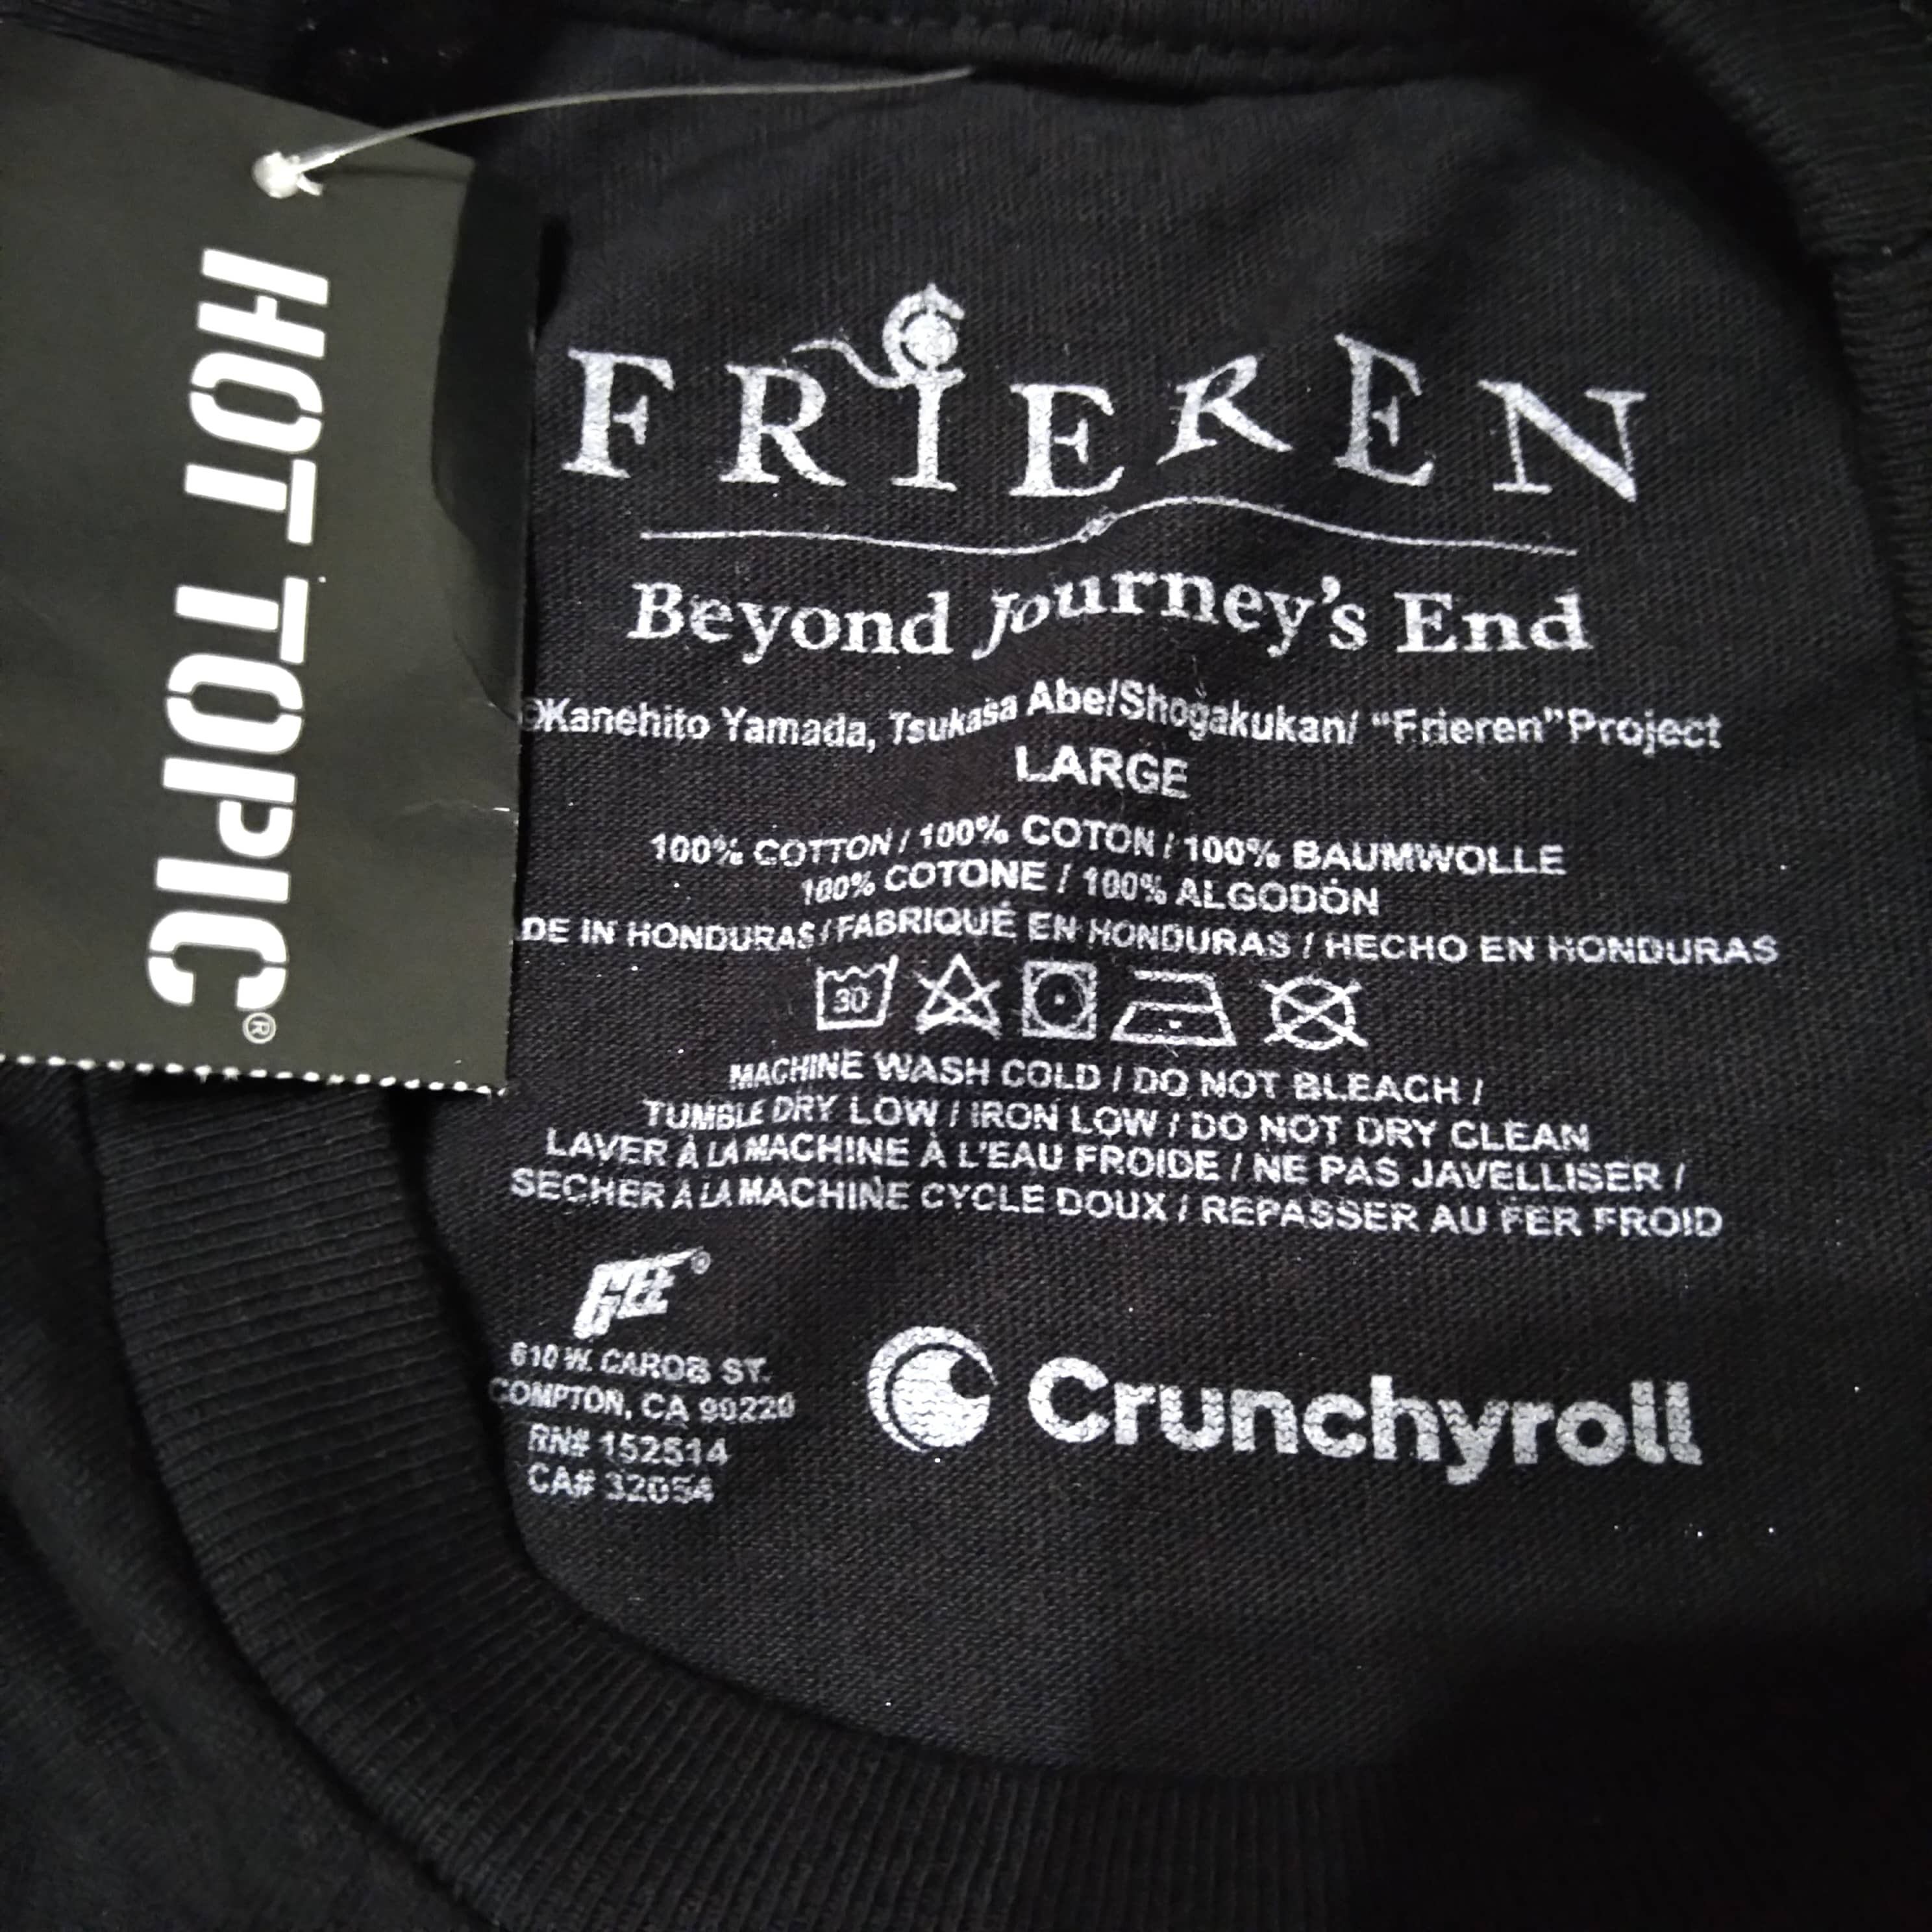 HOT TOPIC®
FRIEREN
Beyond Journey's End
©Kanehito Yamada, Tsukasa Abe/Shogakukan/ "Frieren"Project
LARGE
100% COTTON / 100% COTON / 100% BAUMWOLLE
100% COTONE / 100% ALGODÓN
DE IN HONDURAS / FABRIQUÉ EN HONDURAS / HECHO EN HONDURAS
30
MACHINE WASH COLD / DO NOT BLEACH /
TUMBLE DRY LOW / IRON LOW / DO NOT DRY CLEAN
LAVER À LA MACHINE À L'EAU FROIDE / NE PAS JAVELLISER /
SECHER À LA MACHINE CYCLE DOUX / REPASSER AU FER FROID
GEE®
610 W. CAROB ST.
COMPTON, CA 90220
RN# 152514
CA# 32054
Crunchyroll